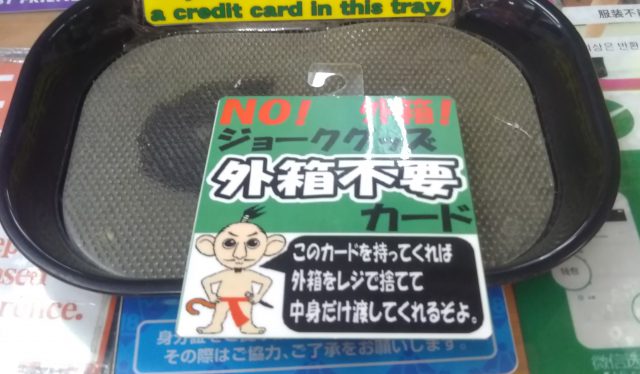 a credit card in this tray.
服装不
NO! 外箱!
ジョークグッズ
外箱不要
カード
このカードを持ってくれば
外箱をレジで捨てて
中身だけ渡してくれるぞよ。
その際はご協力、ご了承をお願いします。